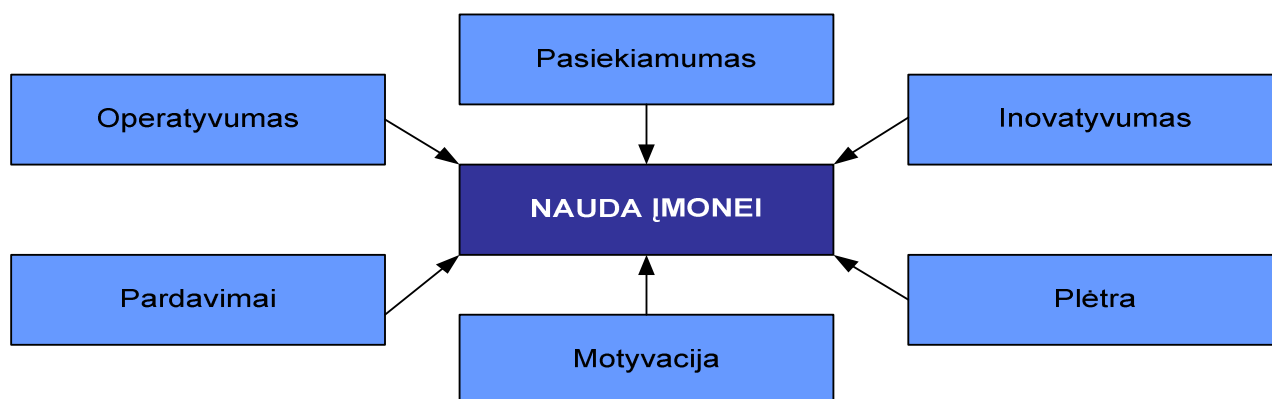 Pasiekiamumas
Operatyvumas
Inovatyvumas
NAUDA ĮMONEI
Pardavimai
Plėtra
Motyvacija